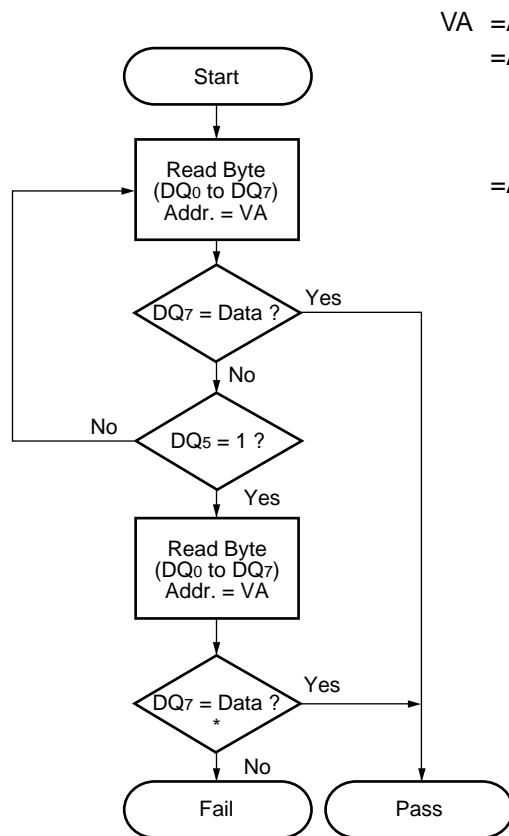 VA =
=
=
Start
Read Byte
(DQ0 to DQ7)
Addr. = VA
DQ7 = Data ?
Yes
No
DQ5 = 1 ?
No
Yes
Read Byte
(DQ0 to DQ7)
Addr. = VA
DQ7 = Data ?
*
Yes
No
Fail
Pass